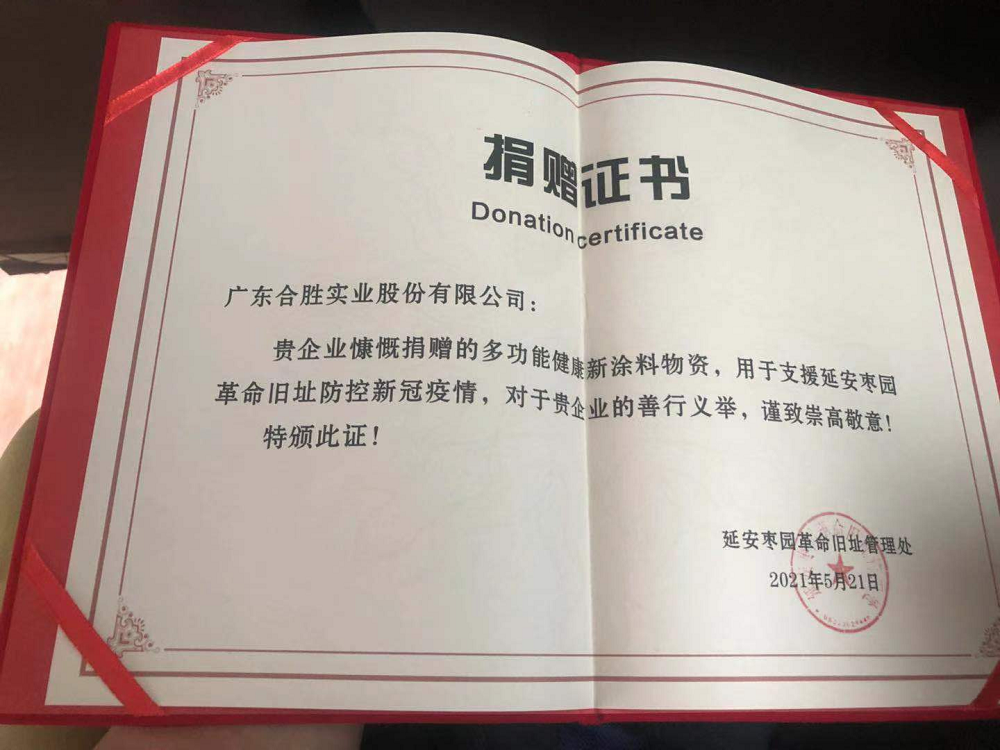 捐赠证书
Donation certificate
广东合胜实业股份有限公司：
贵企业慷慨捐赠的多功能健康新涂料物资，用于支援延安枣园
革命旧址防控新冠疫情，对于贵企业的善行义举，谨致崇高敬意！
特颁此证！
延安枣园革命旧址管理处
2021年5月21日